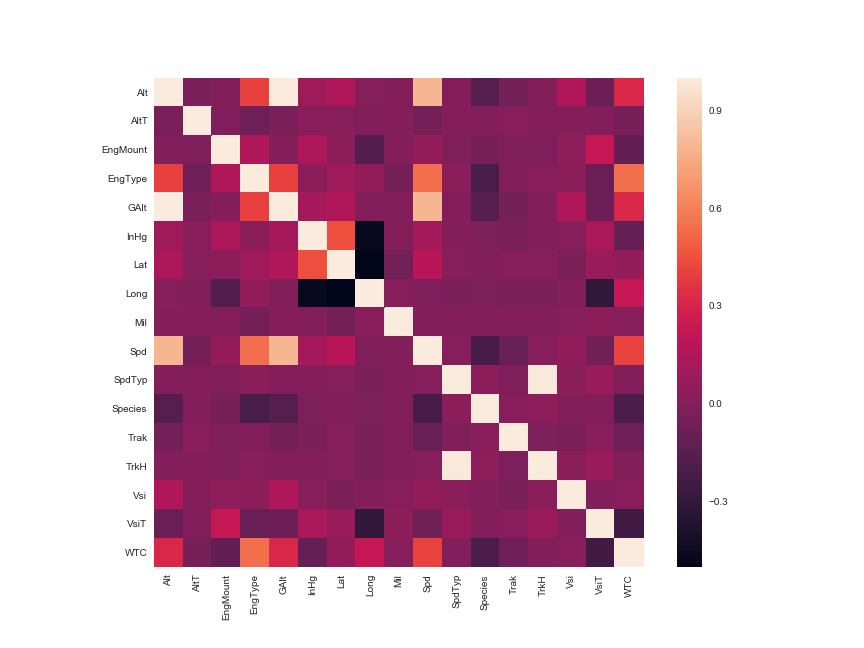 Alt
AltT
EngMount
EngType
GAlt
InHg
Lat
Long
Mil
Spd
SpdTyp
Species
Trak
TrkH
Vsi
VsiT
WTC
Alt
AltT
EngMount
EngType
GAlt
InHg
Lat
Long
Mil
Spd
SpdTyp
Species
Trak
TrkH
Vsi
VsiT
WTC
0.9
0.6
0.3
0.0
−0.3